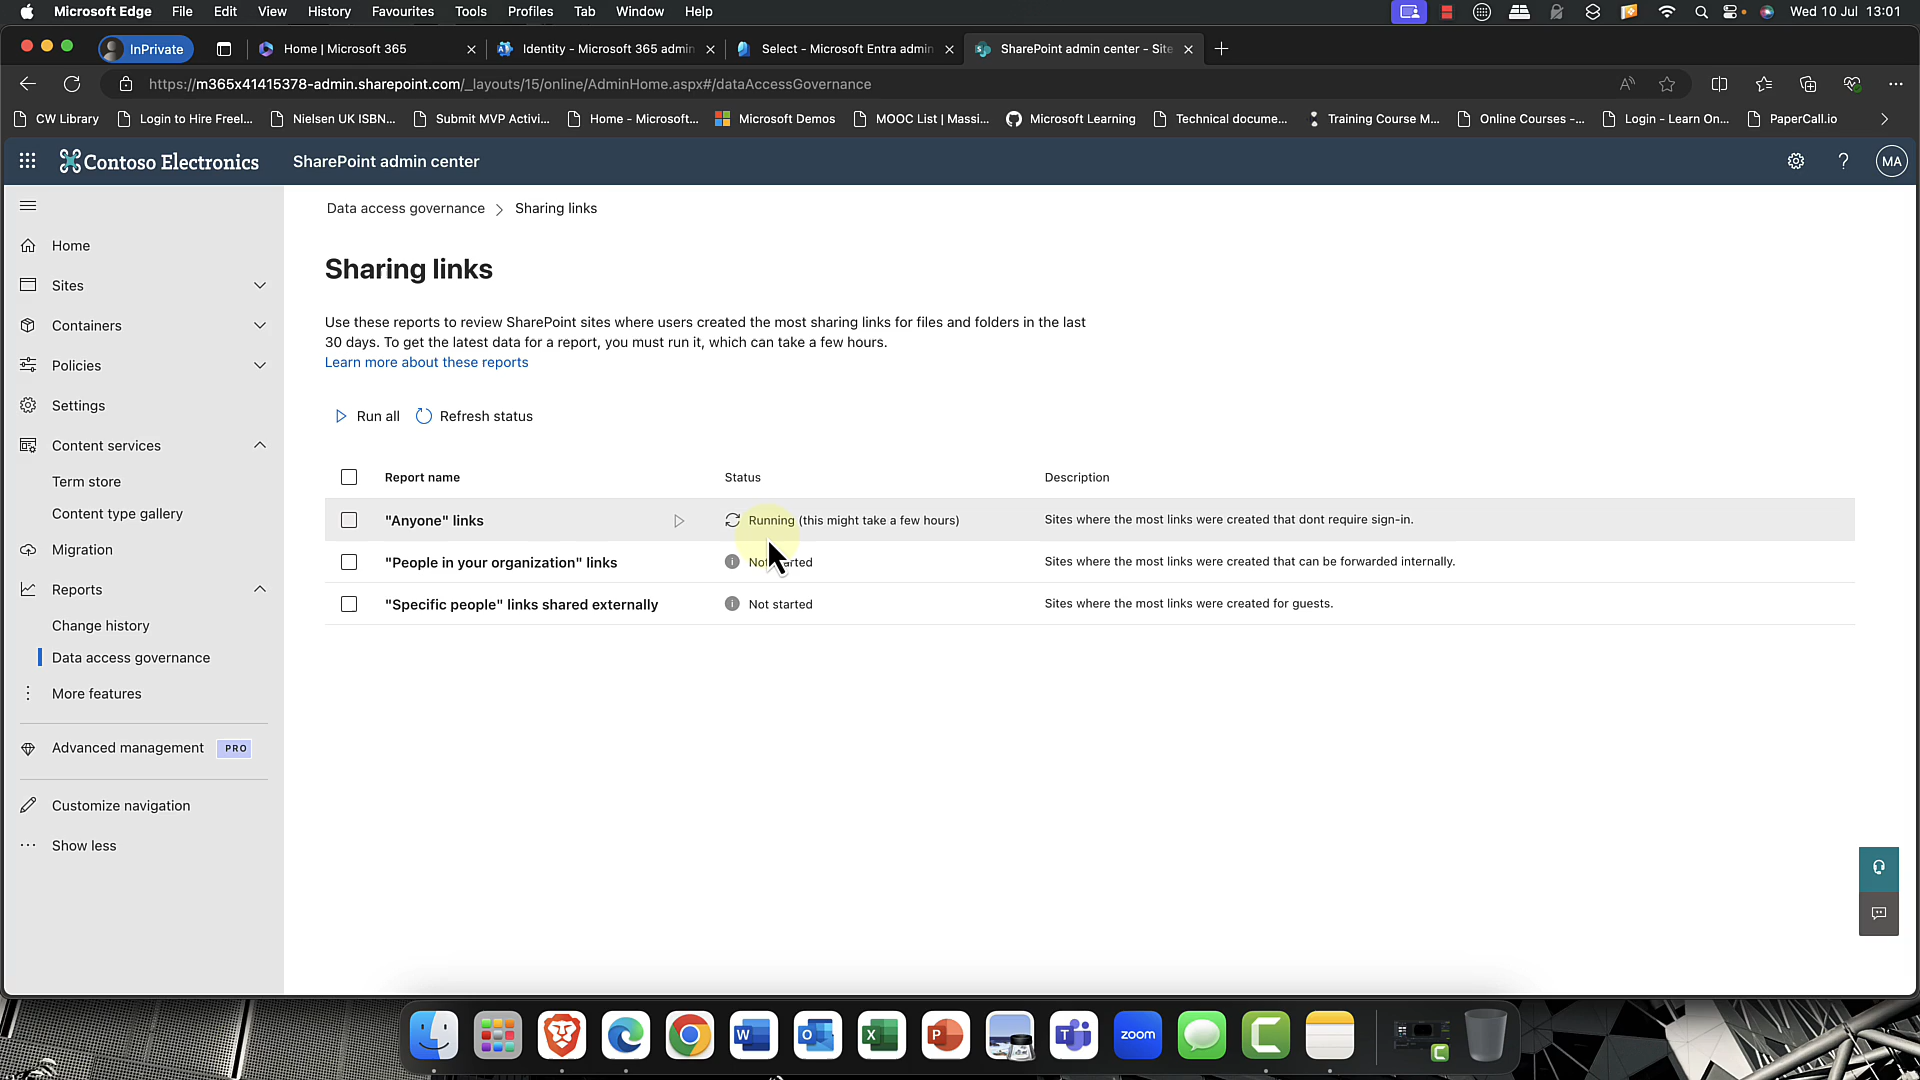 Microsoft Edge File Edit View History Favourites Tools Profiles Tab Window Help Wed 10 Jul 13:01
InPrivate Home | Microsoft 365 Identity - Microsoft 365 admin Select - Microsoft Entra admin SharePoint admin center - Site
https://m365x41415378-admin.sharepoint.com/_layouts/15/online/AdminHome.aspx#/dataAccessGovernance
CW Library Login to Hire Freel... Nielsen UK ISBN... Submit MVP Activi... Home - Microsoft... Microsoft Demos MOOC List | Massi... Microsoft Learning Technical docume... Training Course M... Online Courses -... Login - Learn On... PaperCall.io
Contoso Electronics SharePoint admin center MA
Data access governance Sharing links
Home
Sites
Containers
Policies
Settings
Content services
Term store
Content type gallery
Migration
Reports
Change history
Data access governance
More features
Advanced management PRO
Customize navigation
Show less
Sharing links
Use these reports to review SharePoint sites where users created the most sharing links for files and folders in the last
30 days. To get the latest data for a report, you must run it, which can take a few hours.
Learn more about these reports
Run all Refresh status
Report name Status Description
"Anyone" links Running (this might take a few hours) Sites where the most links were created that dont require sign-in.
"People in your organization" links Not started Sites where the most links were created that can be forwarded internally.
"Specific people" links shared externally Not started Sites where the most links were created for guests.
zoom